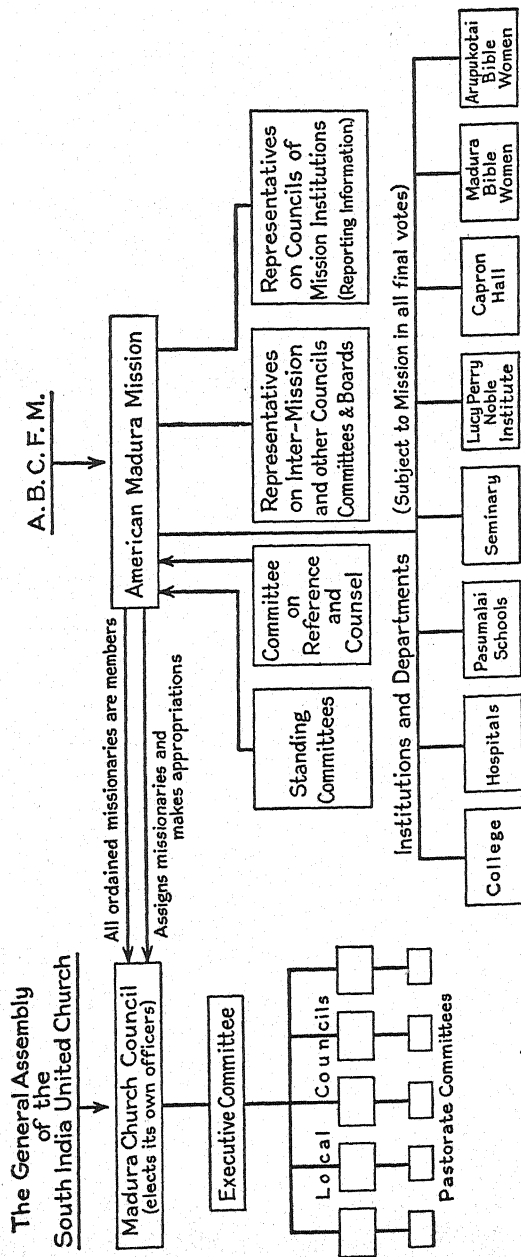 The General Assembly
of the
South India United Church
A.B.C.F.M.
All ordained missionaries are members
Assigns missionaries and
makes appropriations
Madura Church Council
(elects its own officers)
American Madura Mission
Executive Committee
Local Councils
Pastorate Committees
Standing
Committees
Committee
on
Reference
and
Counsel
Representatives
on Inter-Mission
and other Councils
Committees & Boards
Representatives
on Councils of
Mission Institutions
(Reporting Information)
Institutions and Departments
(Subject to Mission in all final votes)
College
Hospitals
Pasumalai
Schools
Seminary
Lucy Perry
Noble
Institute
Capron
Hall
Madura
Bible
Women
Arupukotai
Bible
Women